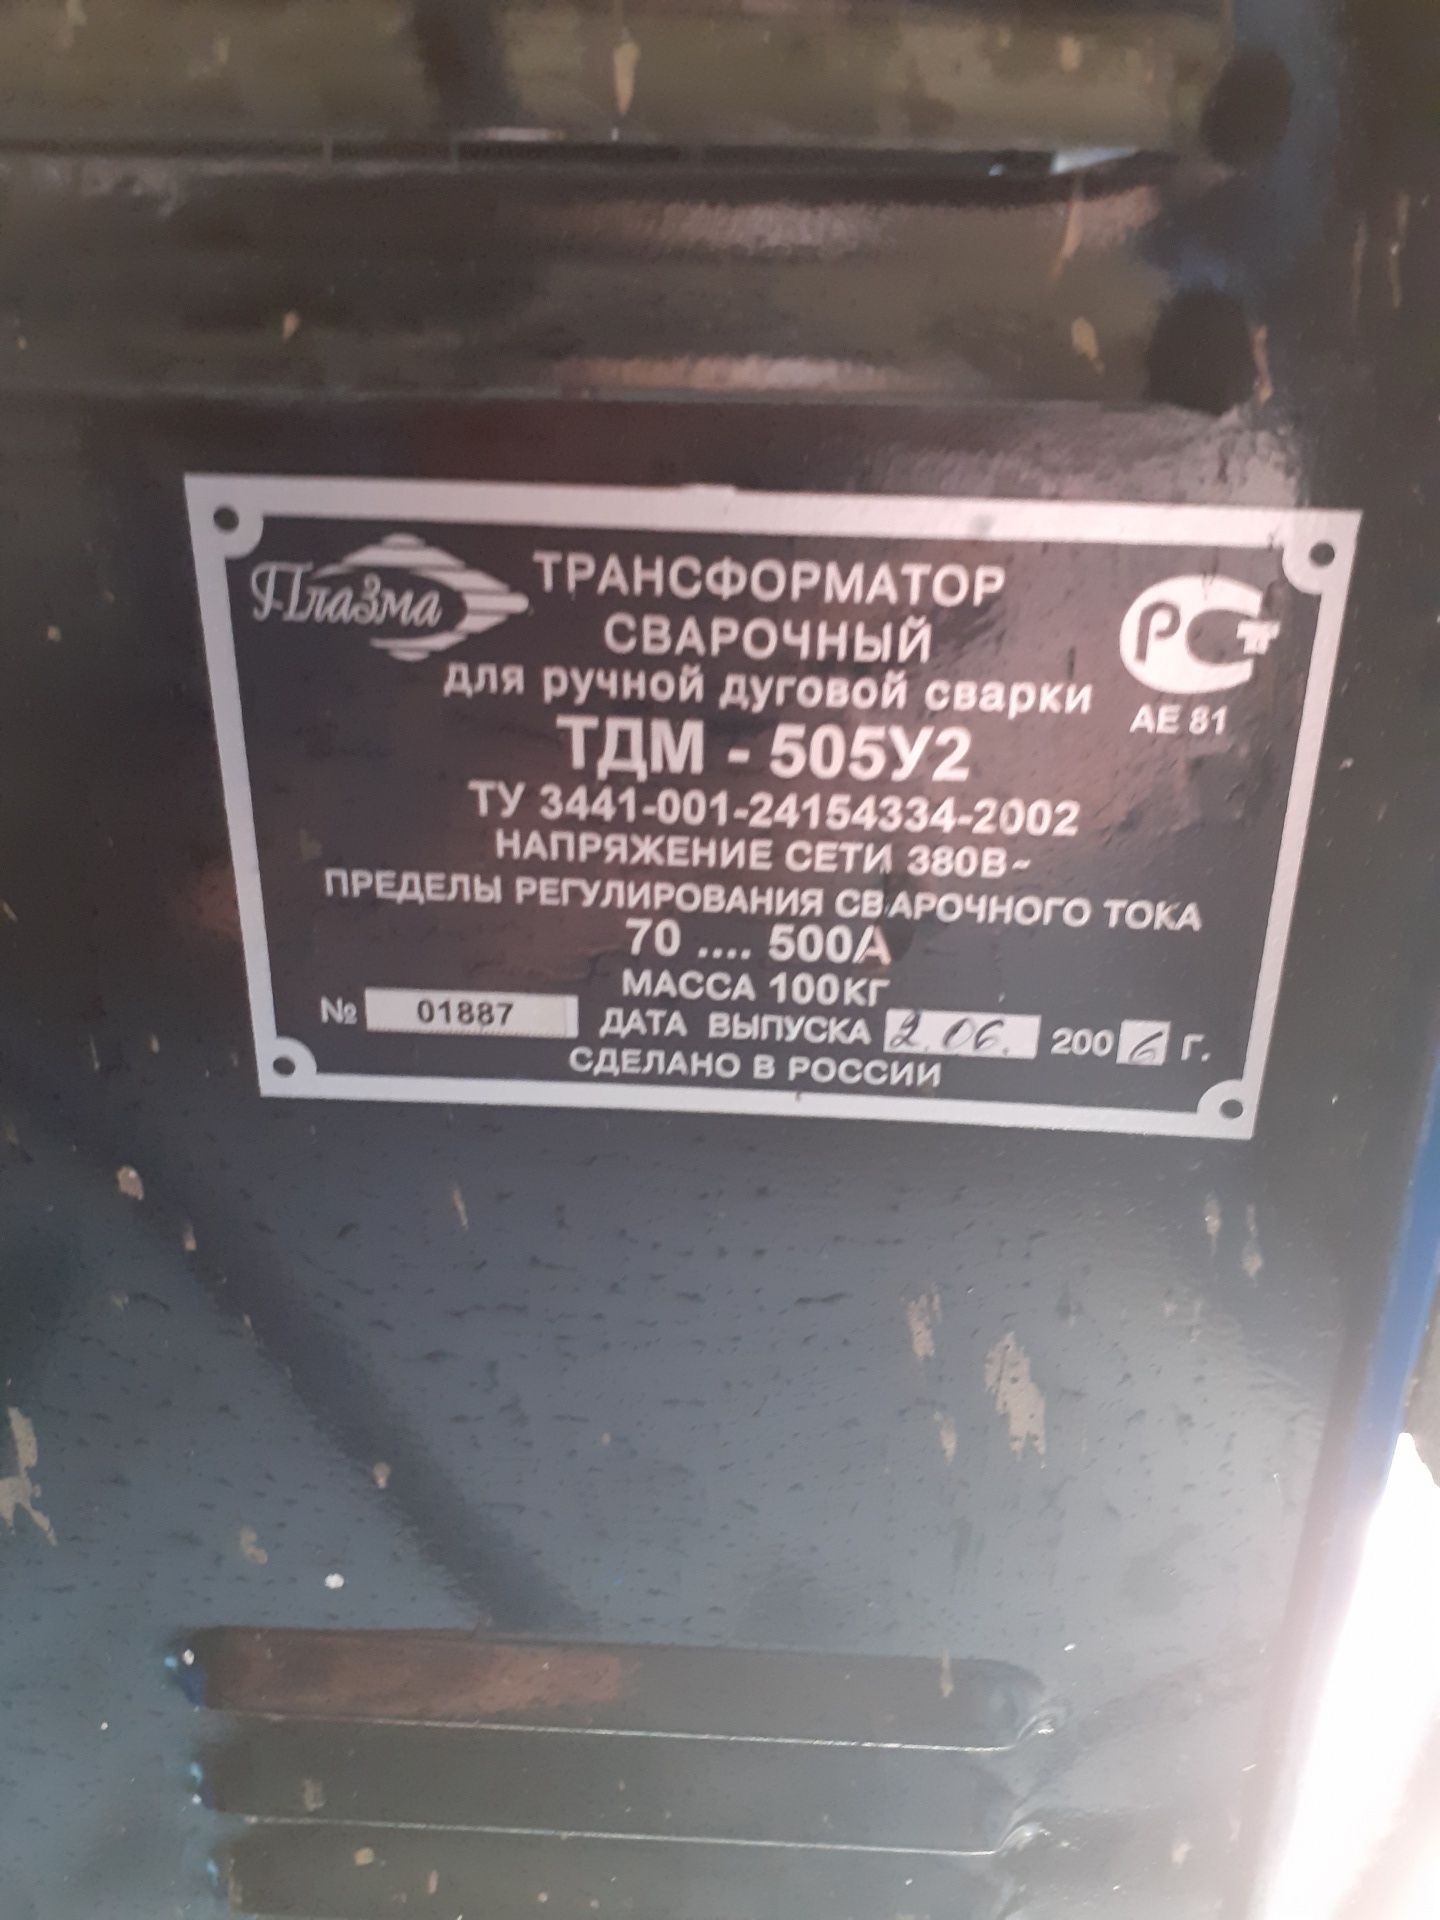 Плазма
ТРАНСФОРМАТОР
СВАРОЧНЫЙ
для ручной дуговой сварки
РСТ
АЕ 81
ТДМ - 505У2
ТУ 3441-001-24154334-2002
НАПРЯЖЕНИЕ СЕТИ 380В~
ПРЕДЕЛЫ РЕГУЛИРОВАНИЯ СВАРОЧНОГО ТОКА
70 .... 500А
МАССА 100КГ
№ 01887 ДАТА ВЫПУСКА 2.06. 2006 Г.
СДЕЛАНО В РОССИИ